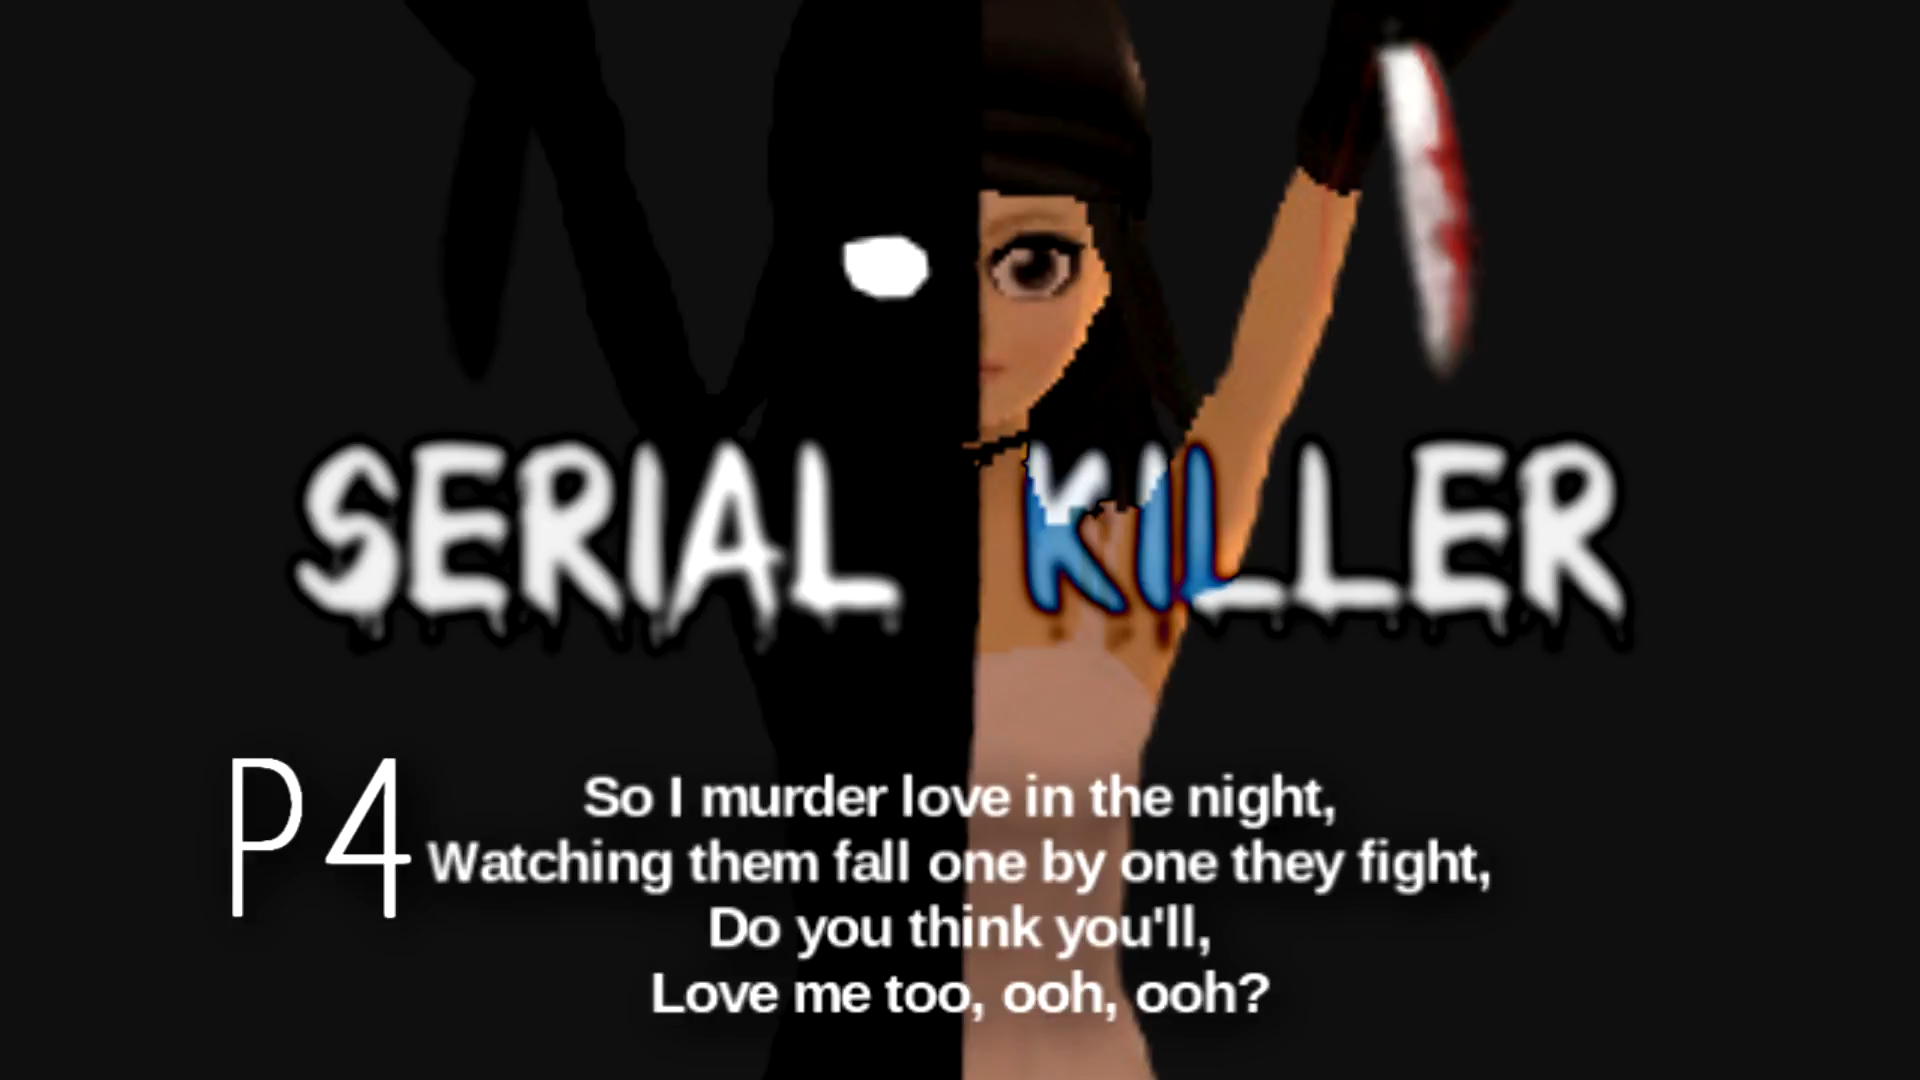 SERIAL KILLER
P4
So I murder love in the night,
Watching them fall one by one they fight,
Do you think you'll,
Love me too, ooh, ooh?